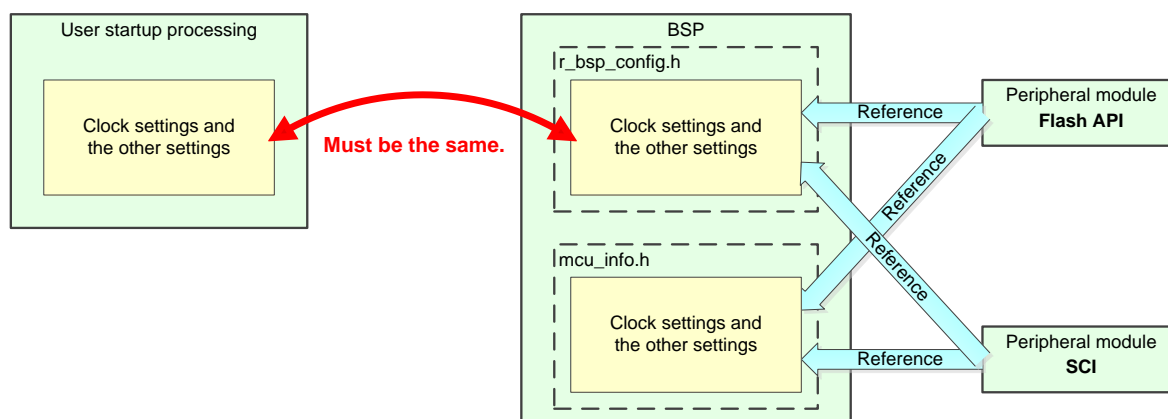 User startup processing
Clock settings and
the other settings
Must be the same.
BSP
r_bsp_config.h
Clock settings and
the other settings
mcu_info.h
Clock settings and
the other settings
Reference
Reference
Reference
Reference
Peripheral module
Flash API
Peripheral module
SCI